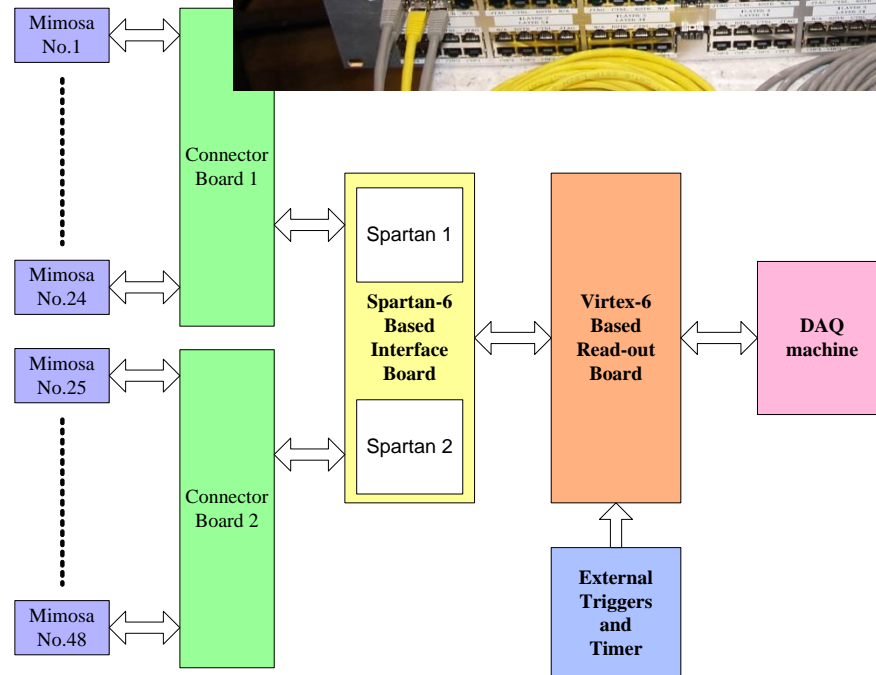 Mimosa
No.1
Connector
Board 1
Mimosa
No.24
Spartan 1
Spartan-6
Based
Interface
Board
Spartan 2
Virtex-6
Based
Read-out
Board
DAQ
machine
Mimosa
No.25
Connector
Board 2
Mimosa
No.48
External
Triggers
and
Timer